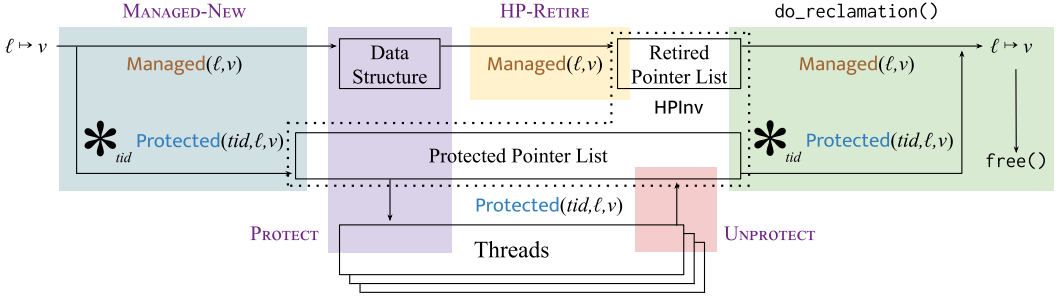 MANAGED-NEW
HP-RETIRE
do_reclamation()
ℓ ↦ v
Data
Structure
Retired
Pointer List
ℓ ↦ v
Managed(ℓ,v)
Managed(ℓ,v)
Managed(ℓ,v)
HPInv
* tid Protected(tid,ℓ,v)
Protected Pointer List
* tid Protected(tid,ℓ,v)
free()
Protected(tid,ℓ,v)
PROTECT
Threads
UNPROTECT